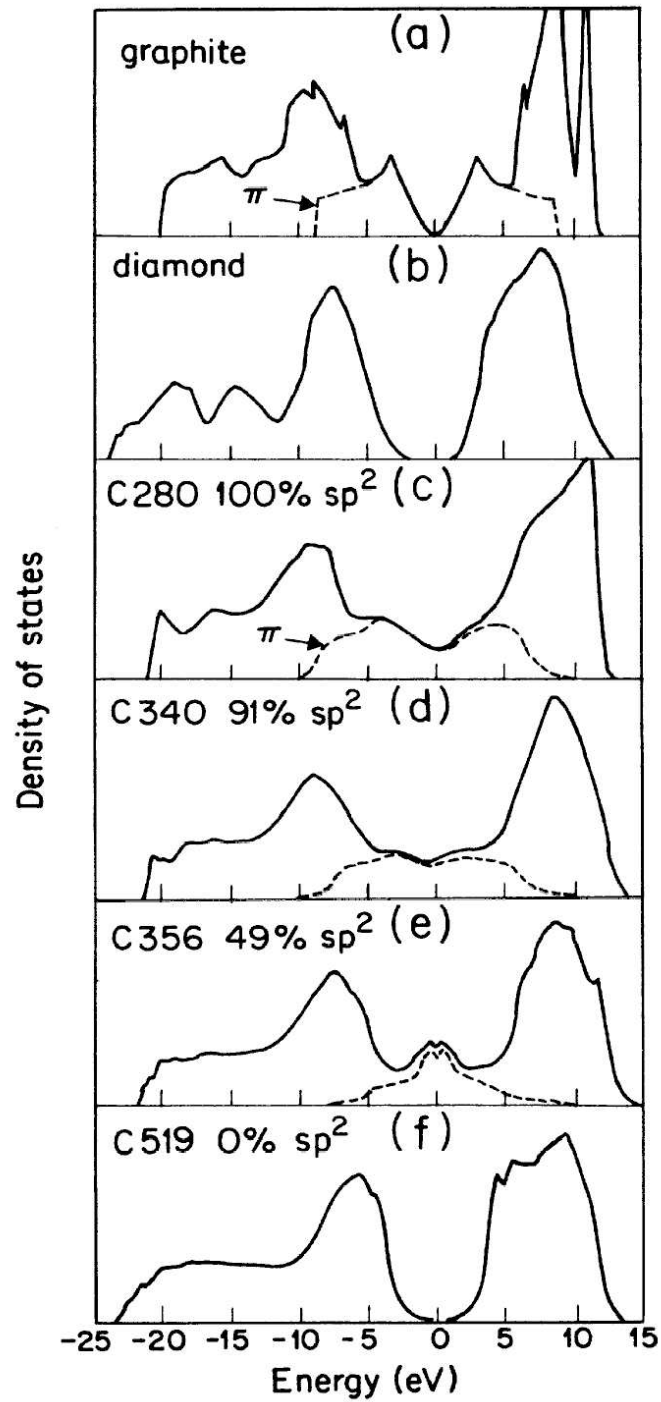 graphite
(a)
π
diamond
(b)
C280 100% sp² (c)
π
C340 91% sp² (d)
C356 49% sp² (e)
C519 0% sp² (f)
Density of states
-25 -20 -15 -10 -5 0 5 10 15
Energy (eV)